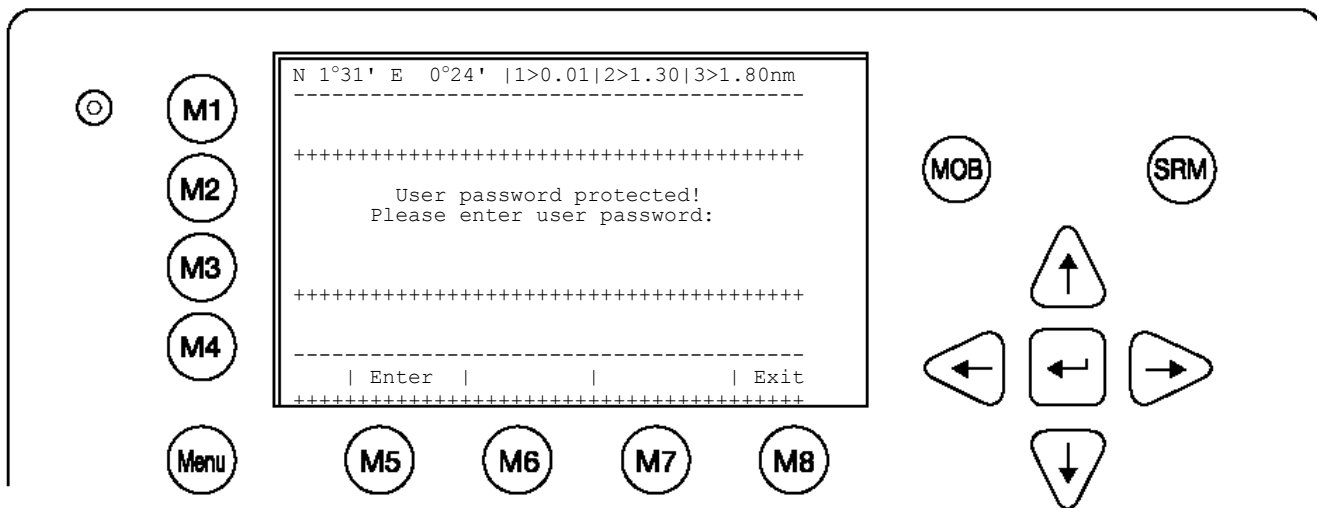 N 1°31' E 0°24' |1>0.01|2>1.30|3>1.80nm
----------------------------------------
++++++++++++++++++++++++++++++++++++++++
User password protected!
Please enter user password:
++++++++++++++++++++++++++++++++++++++++
----------------------------------------
| Enter | | | Exit
++++++++++++++++++++++++++++++++++++++++
M1
M2
M3
M4
Menu
M5
M6
M7
M8
MOB
SRM